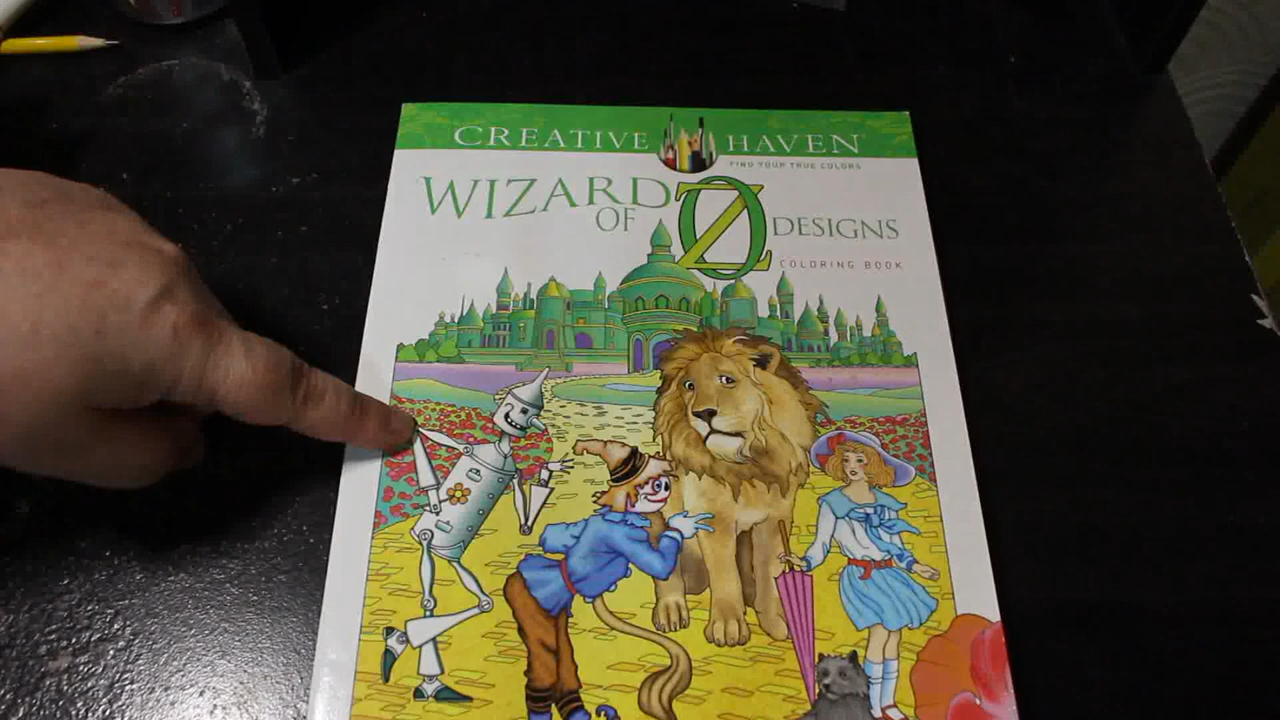 CREATIVE HAVEN
FIND YOUR TRUE COLORS
WIZARD
OF OZ DESIGNS
COLORING BOOK